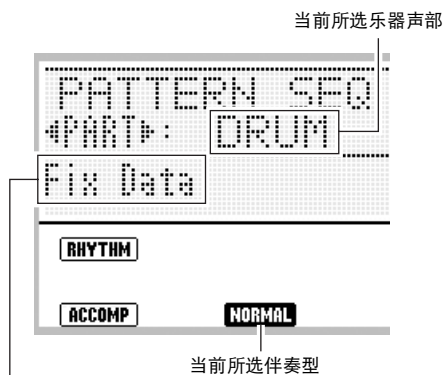 当前所选乐器声部
PATTERN SEQ
◀PART▶: DRUM
Fix Data
RHYTHM
ACCOMP NORMAL
当前所选伴奏型